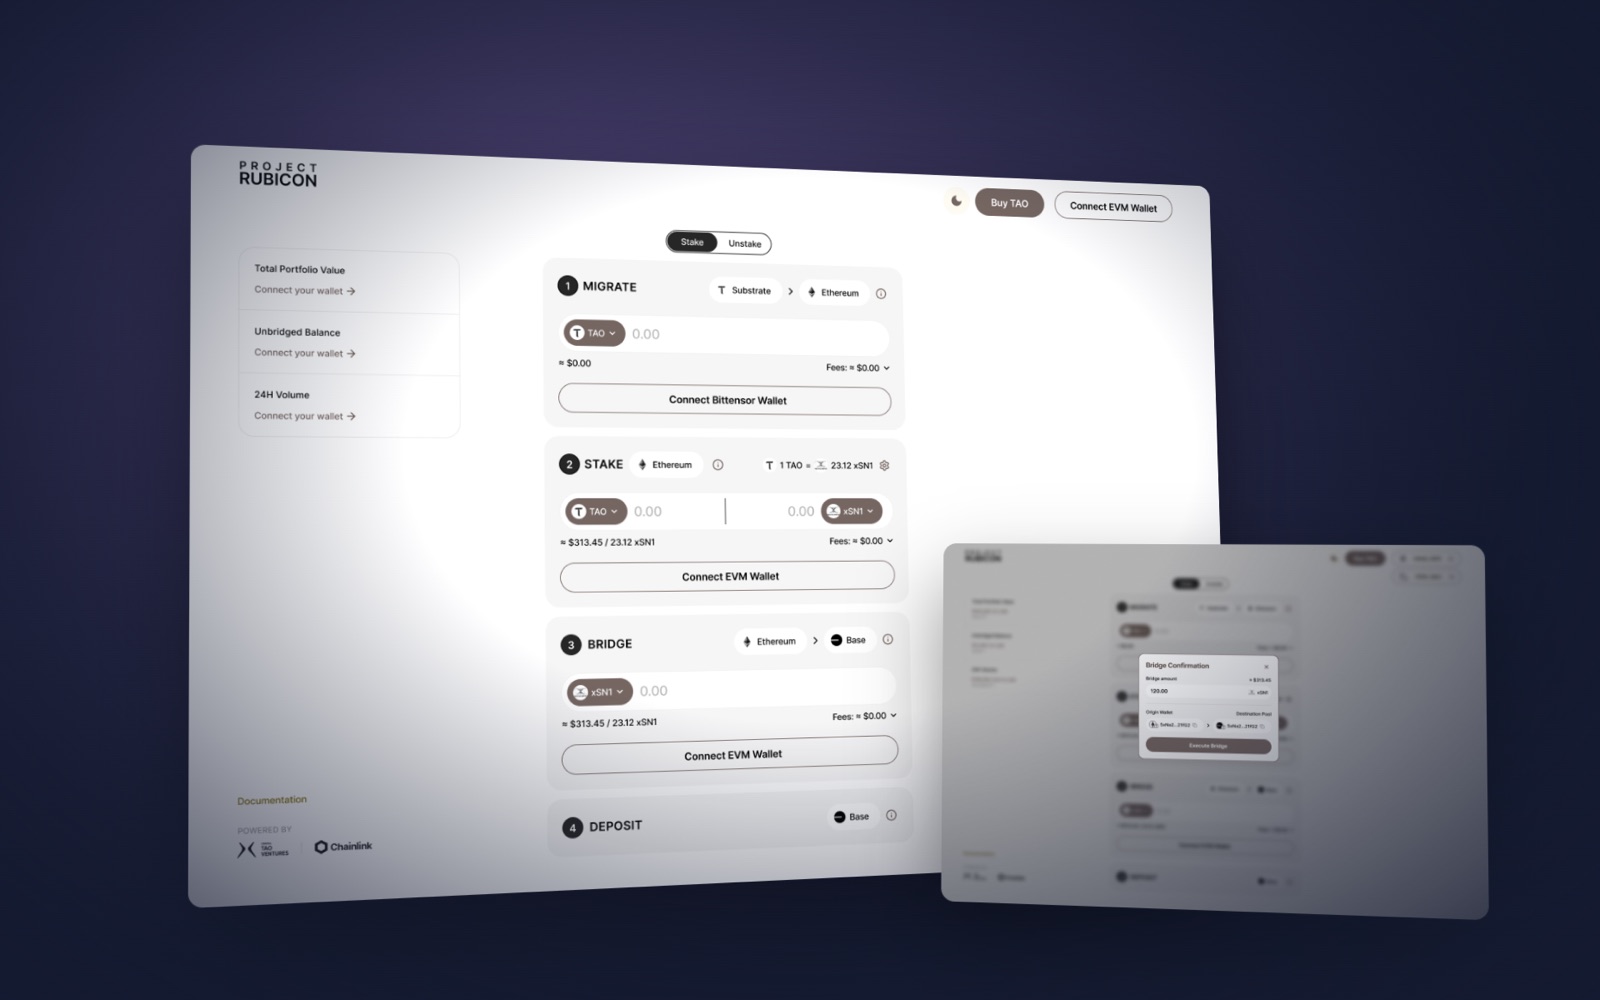 PROJECT
RUBICON
Buy TAO
Connect EVM Wallet
Stake
Unstake
Total Portfolio Value
Connect your wallet →
Unbridged Balance
Connect your wallet →
24H Volume
Connect your wallet →
1 MIGRATE
Substrate > Ethereum
TAO 0.00
≈ $0.00
Fees: ≈ $0.00
Connect Bittensor Wallet
2 STAKE Ethereum
1 TAO = 23.12 xSN1
TAO 0.00
0.00 xSN1
≈ $313.45 / 23.12 xSN1
Fees: ≈ $0.00
Connect EVM Wallet
3 BRIDGE
Ethereum > Base
xSN1 0.00
≈ $313.45 / 23.12 xSN1
Fees: ≈ $0.00
Connect EVM Wallet
4 DEPOSIT
Base
Documentation
POWERED BY
TAO
VENTURES
Chainlink
Bridge Confirmation
Bridge amount
≈ $313.45
120.00
xSN1
Origin Wallet
Destination Pool
Execute Bridge